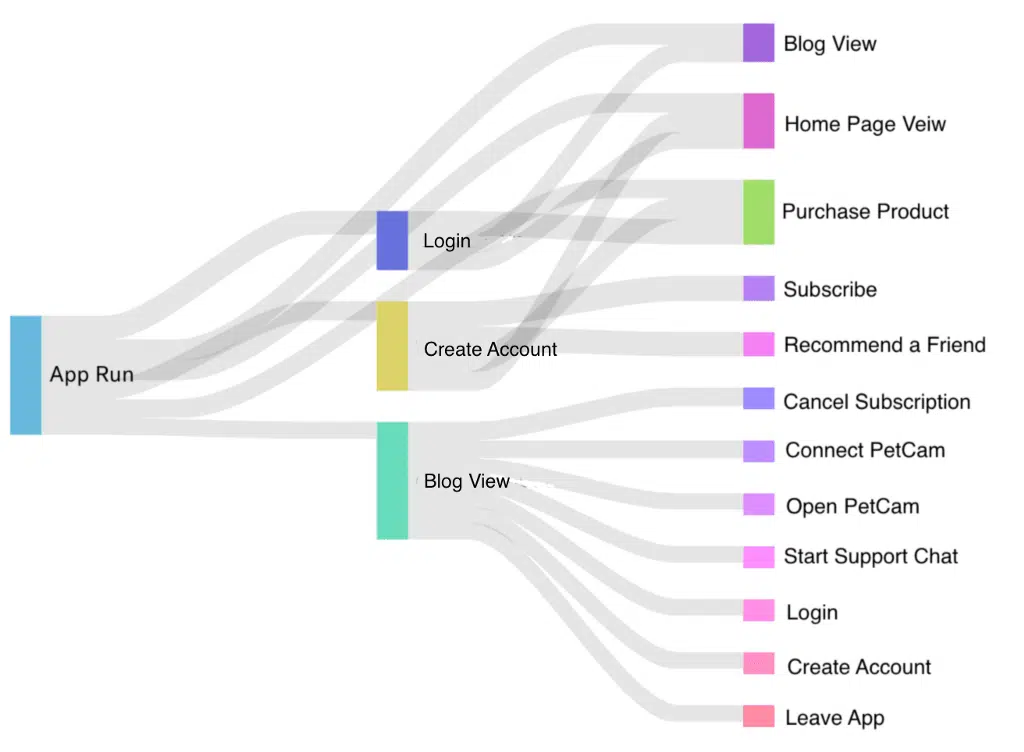 App Run
Login
Create Account
Blog View
Blog View
Home Page Veiw
Purchase Product
Subscribe
Recommend a Friend
Cancel Subscription
Connect PetCam
Open PetCam
Start Support Chat
Login
Create Account
Leave App